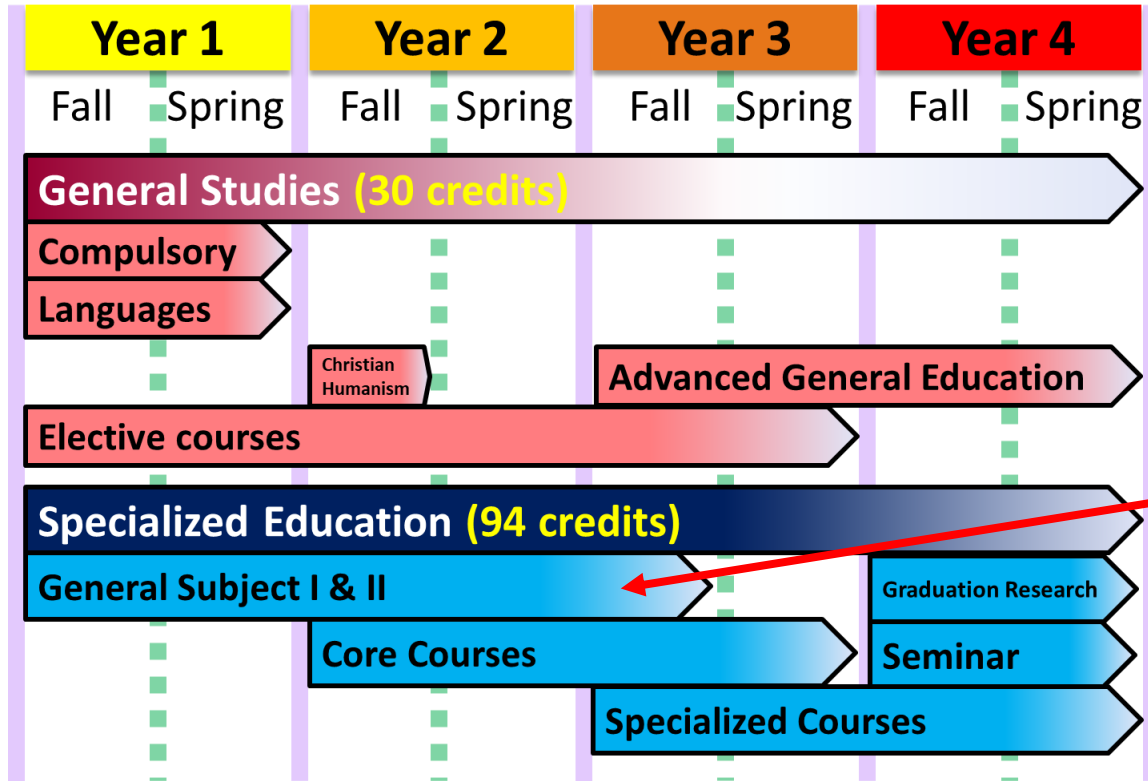 Year 1 Year 2 Year 3 Year 4
Fall Spring Fall Spring Fall Spring Fall Spring
General Studies (30 credits)
Compulsory
Languages
Christian
Humanism
Advanced General Education
Elective courses
Specialized Education (94 credits)
General Subject I & II
Graduation Research
Core Courses
Seminar
Specialized Courses